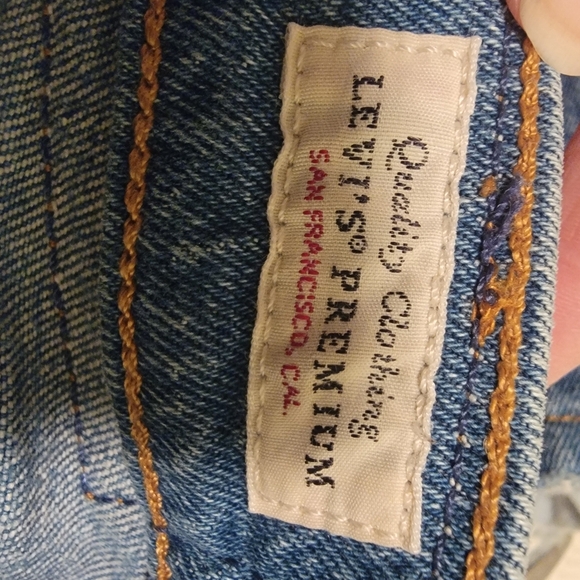 Quality Clothing
LEVI'S® PREMIUM
SAN FRANCISCO, CAL.